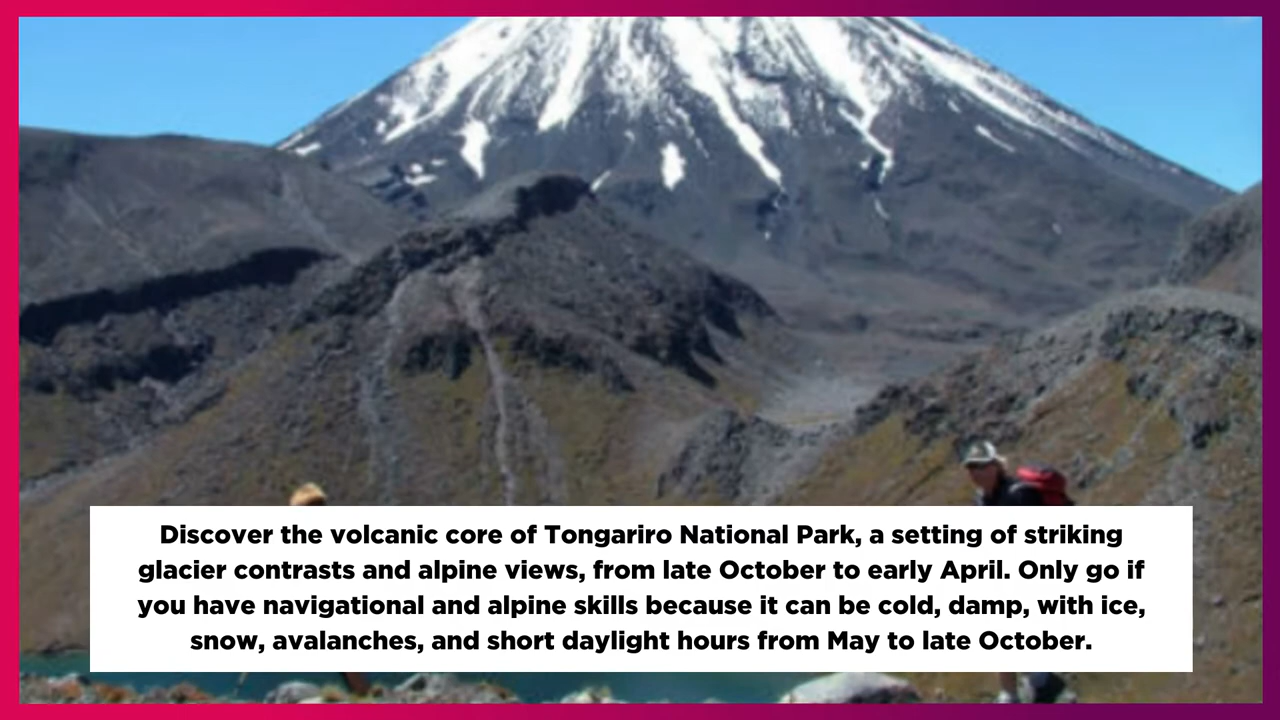 Discover the volcanic core of Tongariro National Park, a setting of striking
glacier contrasts and alpine views, from late October to early April. Only go if
you have navigational and alpine skills because it can be cold, damp, with ice,
snow, avalanches, and short daylight hours from May to late October.